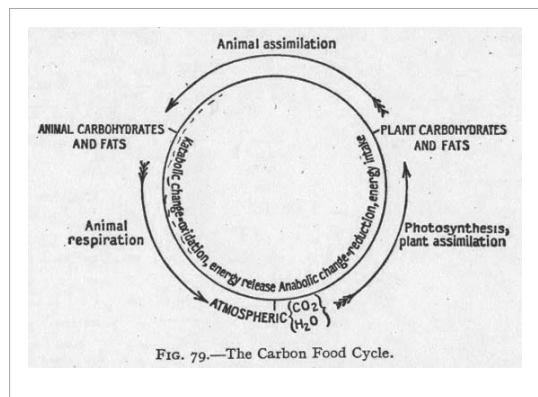 Animal assimilation
ANIMAL CARBOHYDRATES
AND FATS
PLANT CARBOHYDRATES
AND FATS
Katabolic change=oxidation, energy release
Anabolic change=reduction, energy intake
Animal
respiration
Photosynthesis,
plant assimilation
ATMOSPHERIC {CO2
H2O}
FIG. 79.—The Carbon Food Cycle.